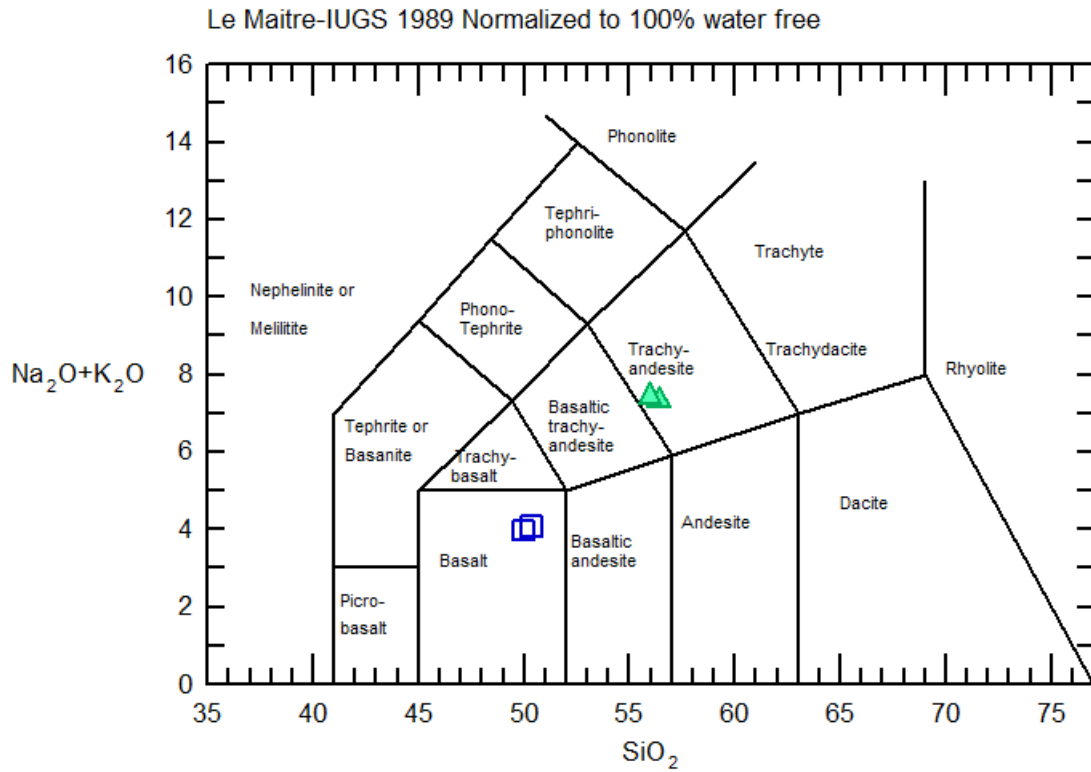 Le Maitre-IUGS 1989 Normalized to 100% water free
16
14
12
10
8
6
4
2
0
Na₂O+K₂O
Phonolite
Tephri-
phonolite
Trachyte
Nephelinite or
Melilitite
Phono-
Tephrite
Trachy-
andesite
Trachydacite
Rhyolite
Basaltic
trachy-
andesite
Tephrite or
Basanite
Trachy-
basalt
Dacite
Andesite
Basaltic
andesite
Basalt
Picro-
basalt
35 40 45 50 55 60 65 70 75
SiO₂